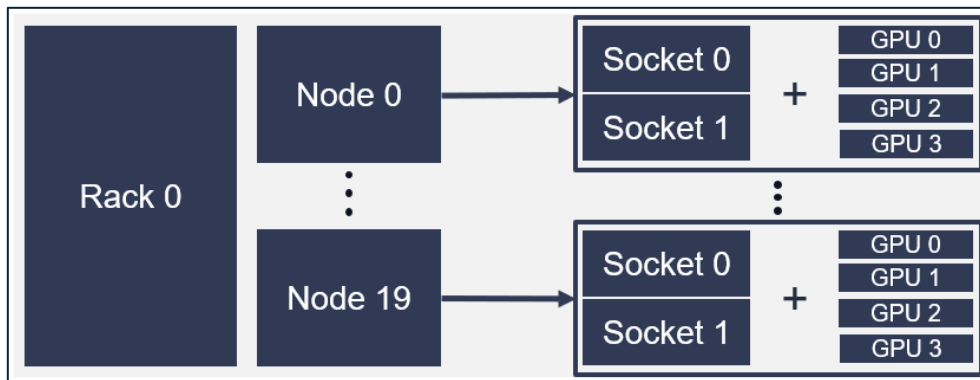 Rack 0
Node 0
Socket 0
Socket 1
+
GPU 0
GPU 1
GPU 2
GPU 3
Node 19
Socket 0
Socket 1
+
GPU 0
GPU 1
GPU 2
GPU 3